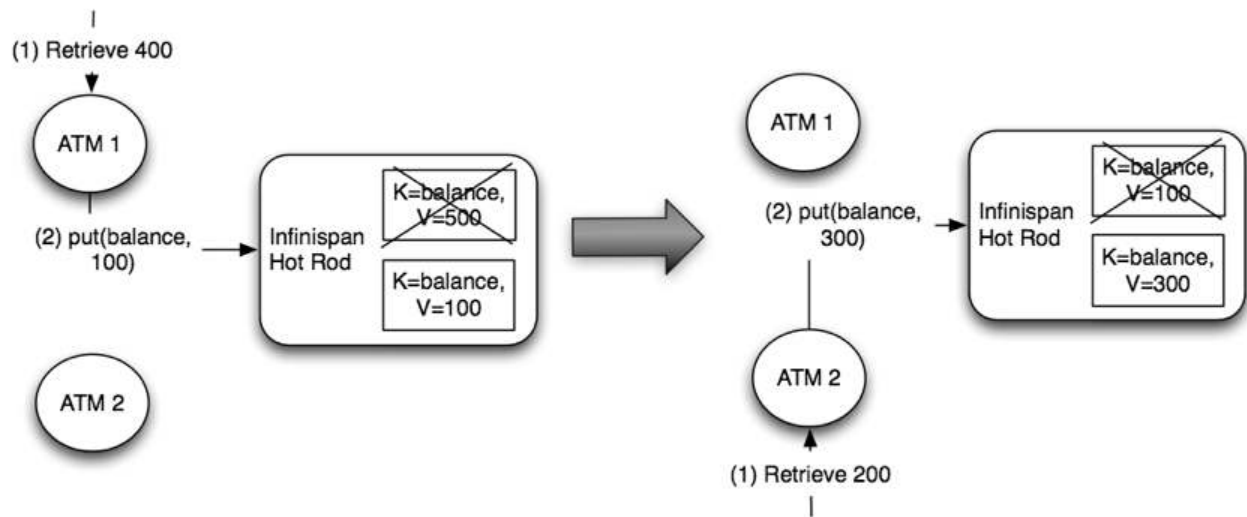 (1) Retrieve 400
ATM 1
(2) put(balance,
100)
Infinispan
Hot Rod
K=balance,
V=500
K=balance,
V=100
ATM 2
ATM 1
(2) put(balance,
300)
Infinispan
Hot Rod
K=balance,
V=100
K=balance,
V=300
ATM 2
(1) Retrieve 200